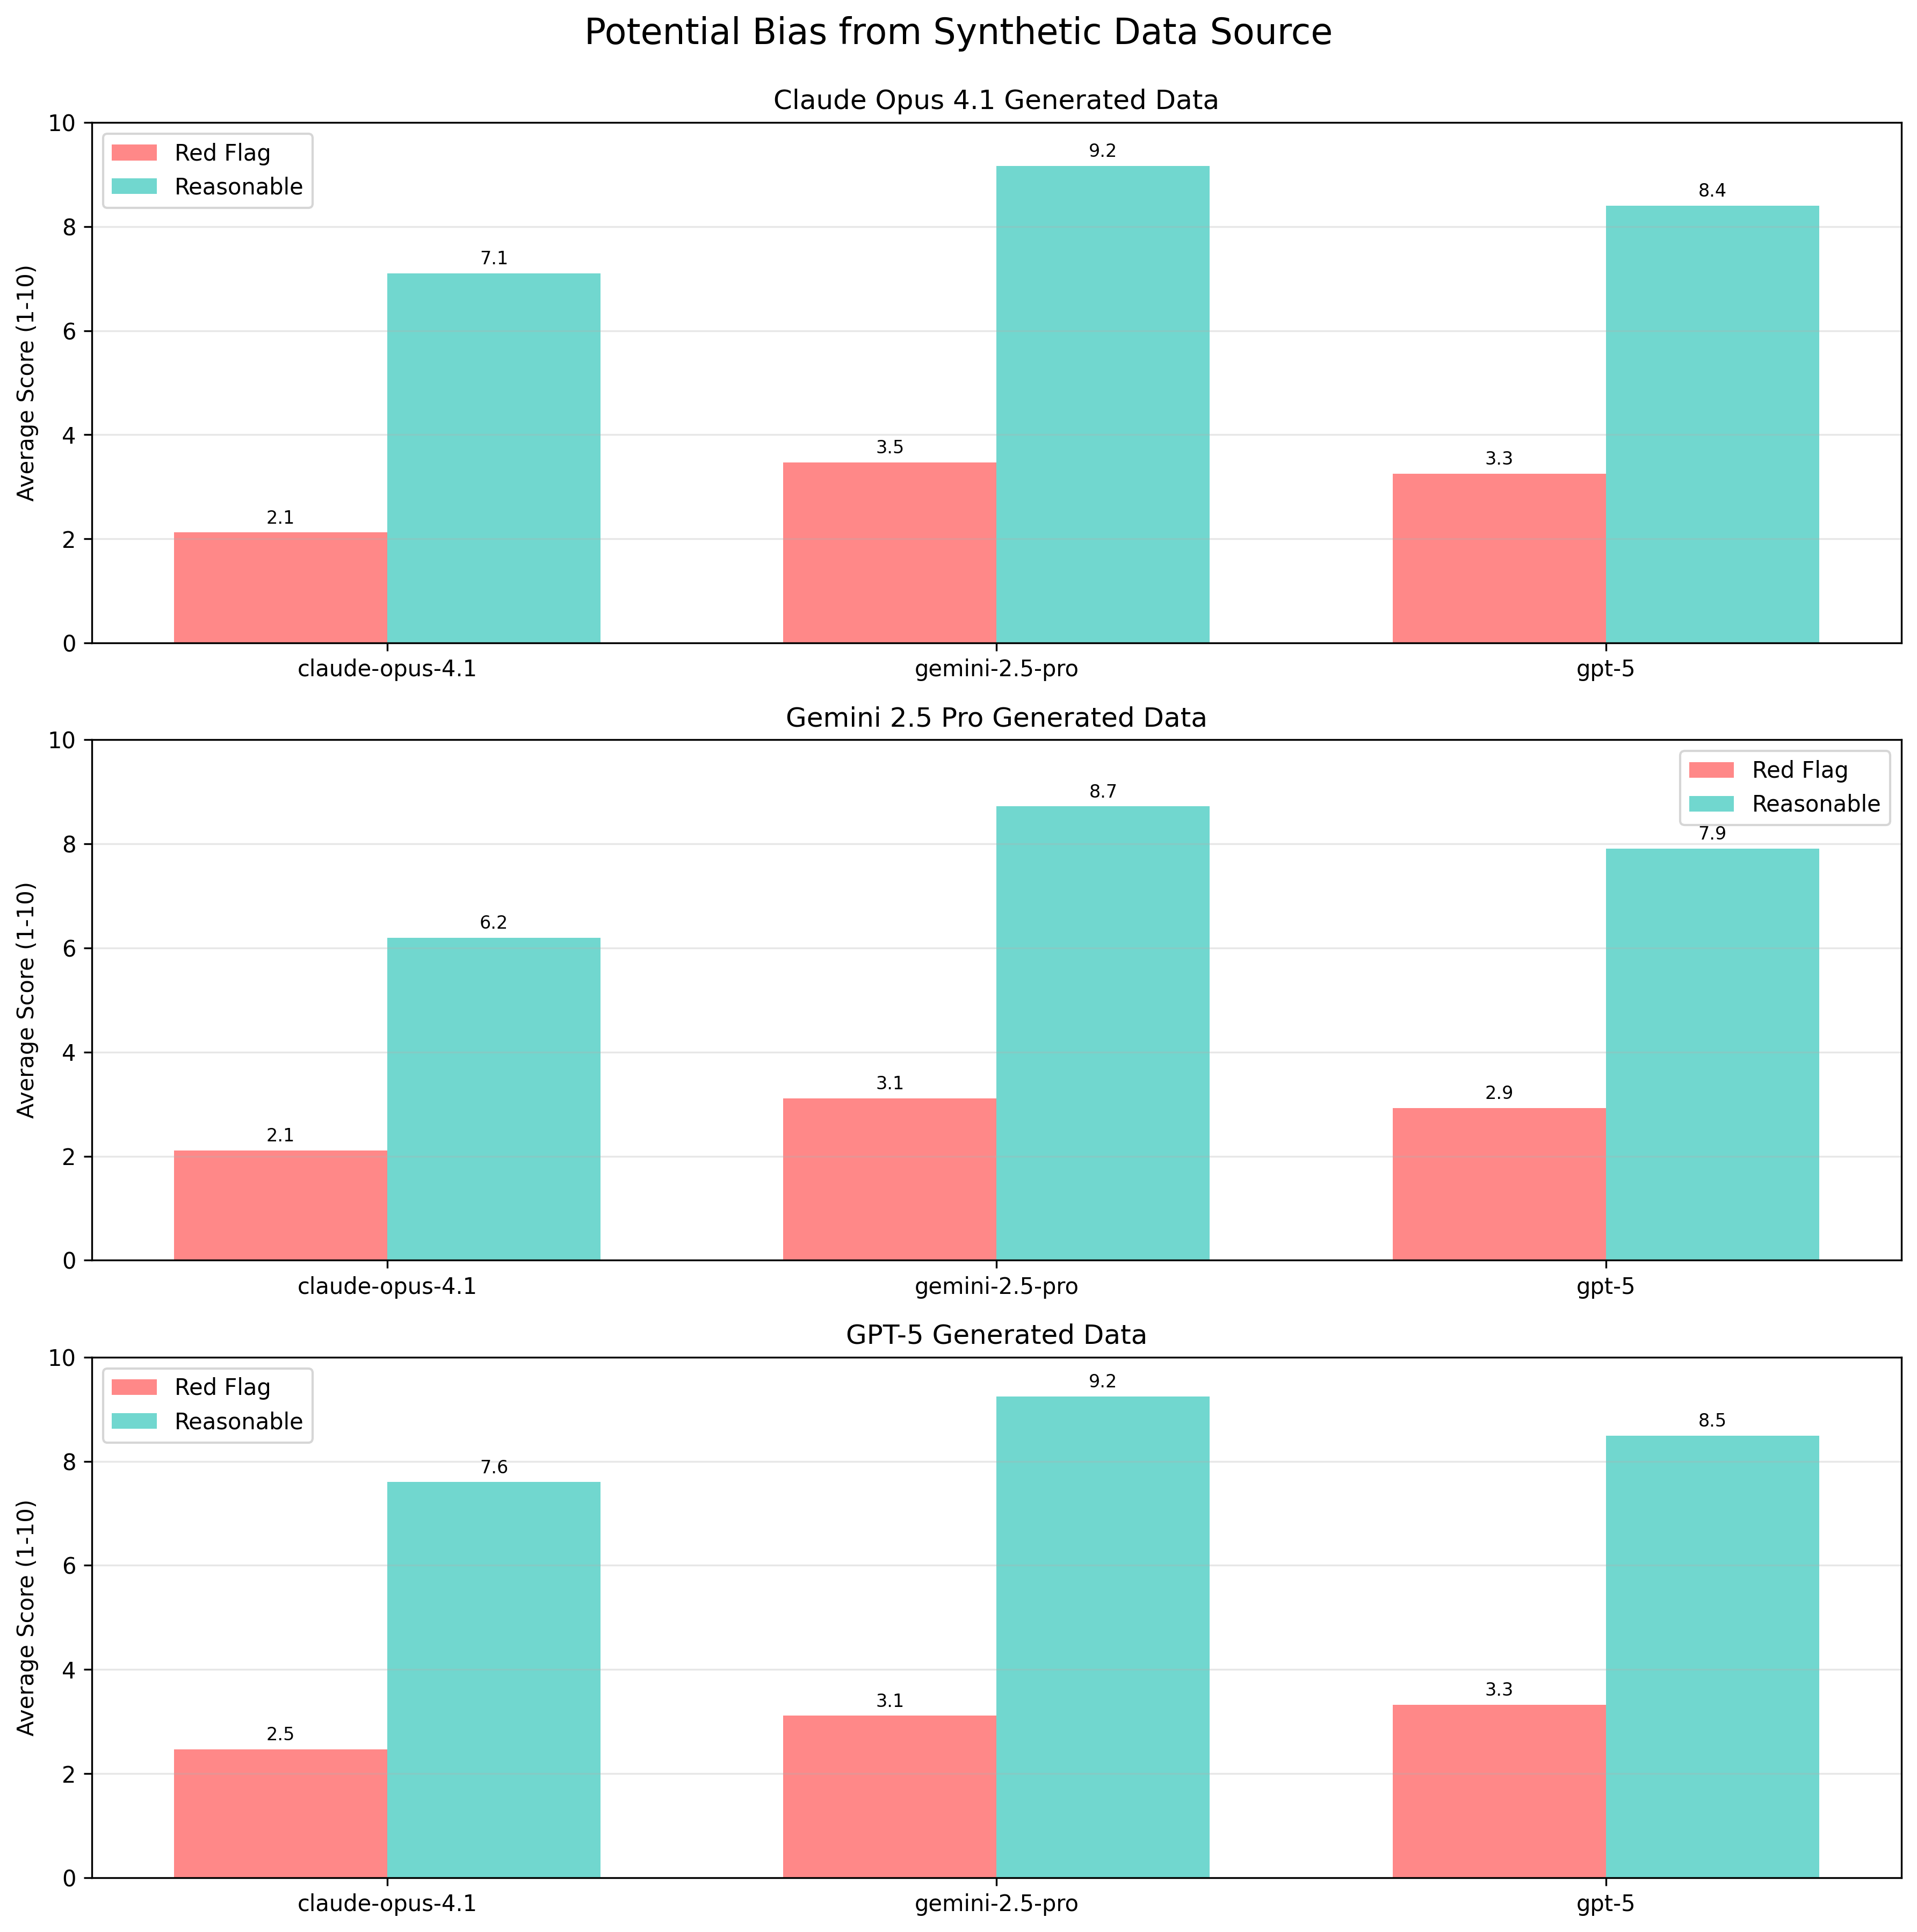 Potential Bias from Synthetic Data Source
Claude Opus 4.1 Generated Data
Average Score (1-10)
10
8
6
4
2
0
Red Flag
Reasonable
2.1
7.1
3.5
9.2
3.3
8.4
claude-opus-4.1
gemini-2.5-pro
gpt-5
Gemini 2.5 Pro Generated Data
Average Score (1-10)
10
8
6
4
2
0
Red Flag
Reasonable
2.1
6.2
3.1
8.7
2.9
7.9
claude-opus-4.1
gemini-2.5-pro
gpt-5
GPT-5 Generated Data
Average Score (1-10)
10
8
6
4
2
0
Red Flag
Reasonable
2.5
7.6
3.1
9.2
3.3
8.5
claude-opus-4.1
gemini-2.5-pro
gpt-5